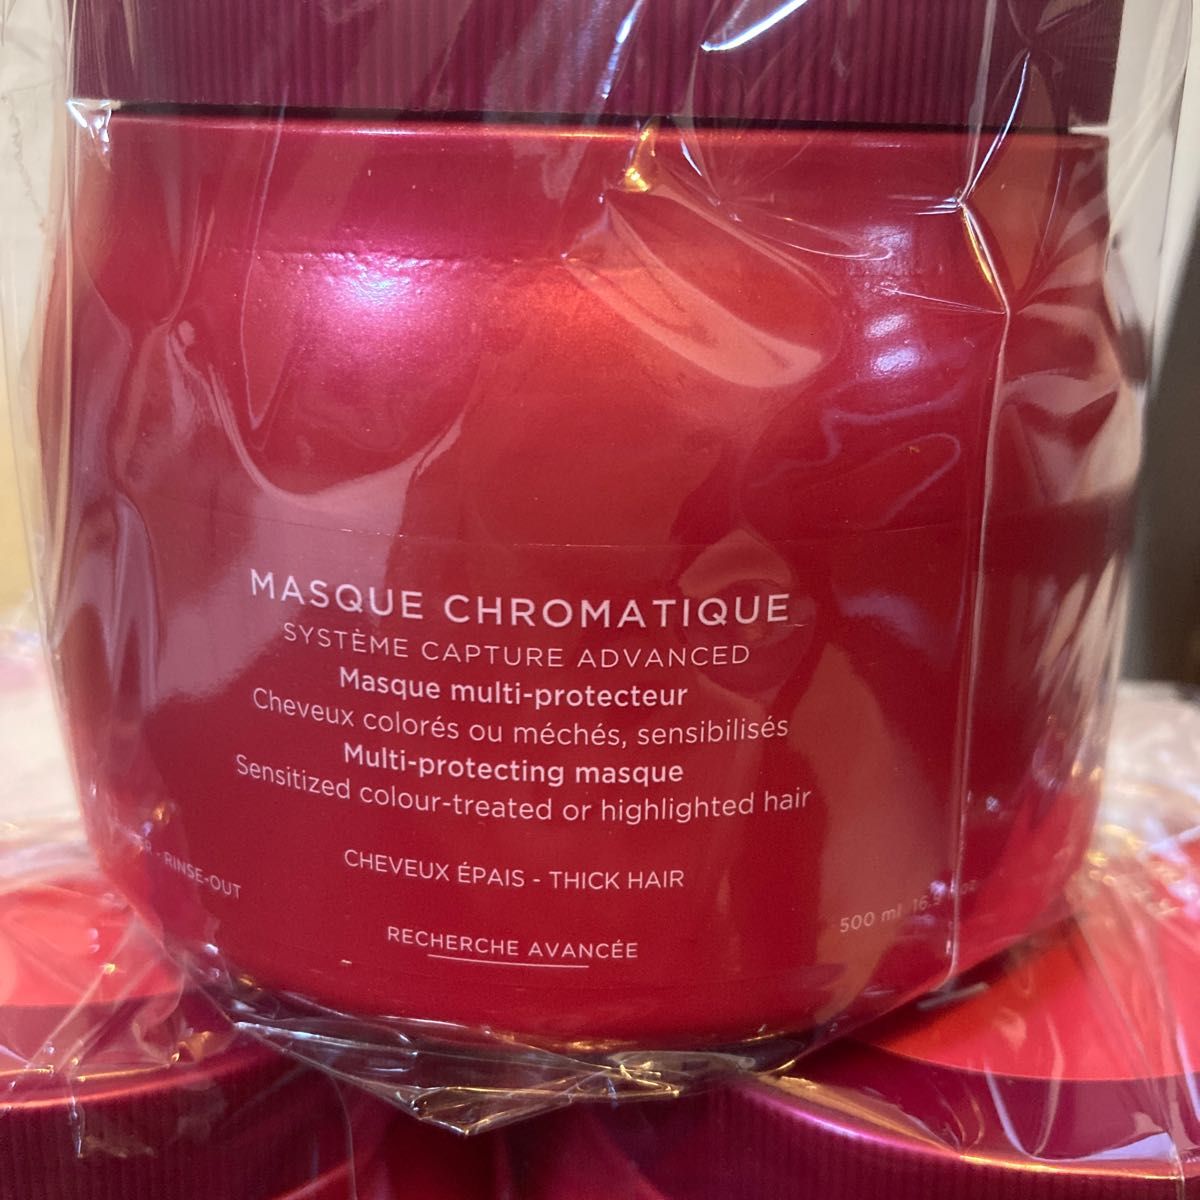 MASQUE CHROMATIQUE
SYSTÈME CAPTURE ADVANCED
Masque multi-protecteur
Cheveux colorés ou méchés, sensibilisés
Multi-protecting masque
Sensitized colour-treated or highlighted hair
- RINSE-OUT
CHEVEUX ÉPAIS - THICK HAIR
500 ml
RECHERCHE AVANCÉE